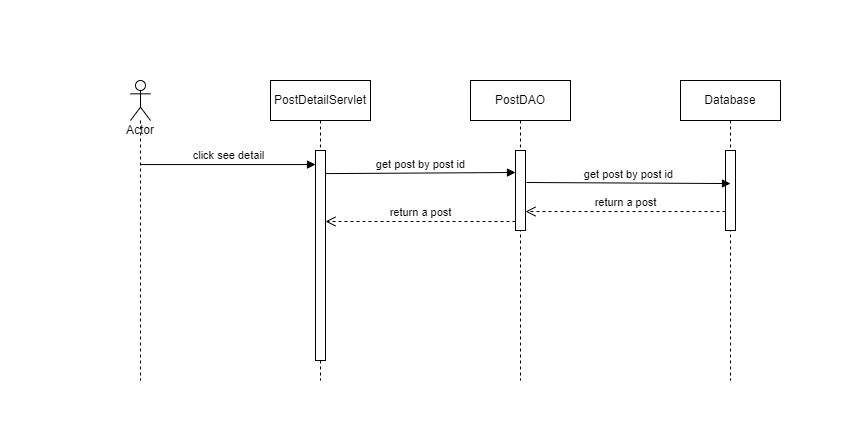 PostDetailServlet
PostDAO
Database
Actor
click see detail
get post by post id
get post by post id
return a post
return a post